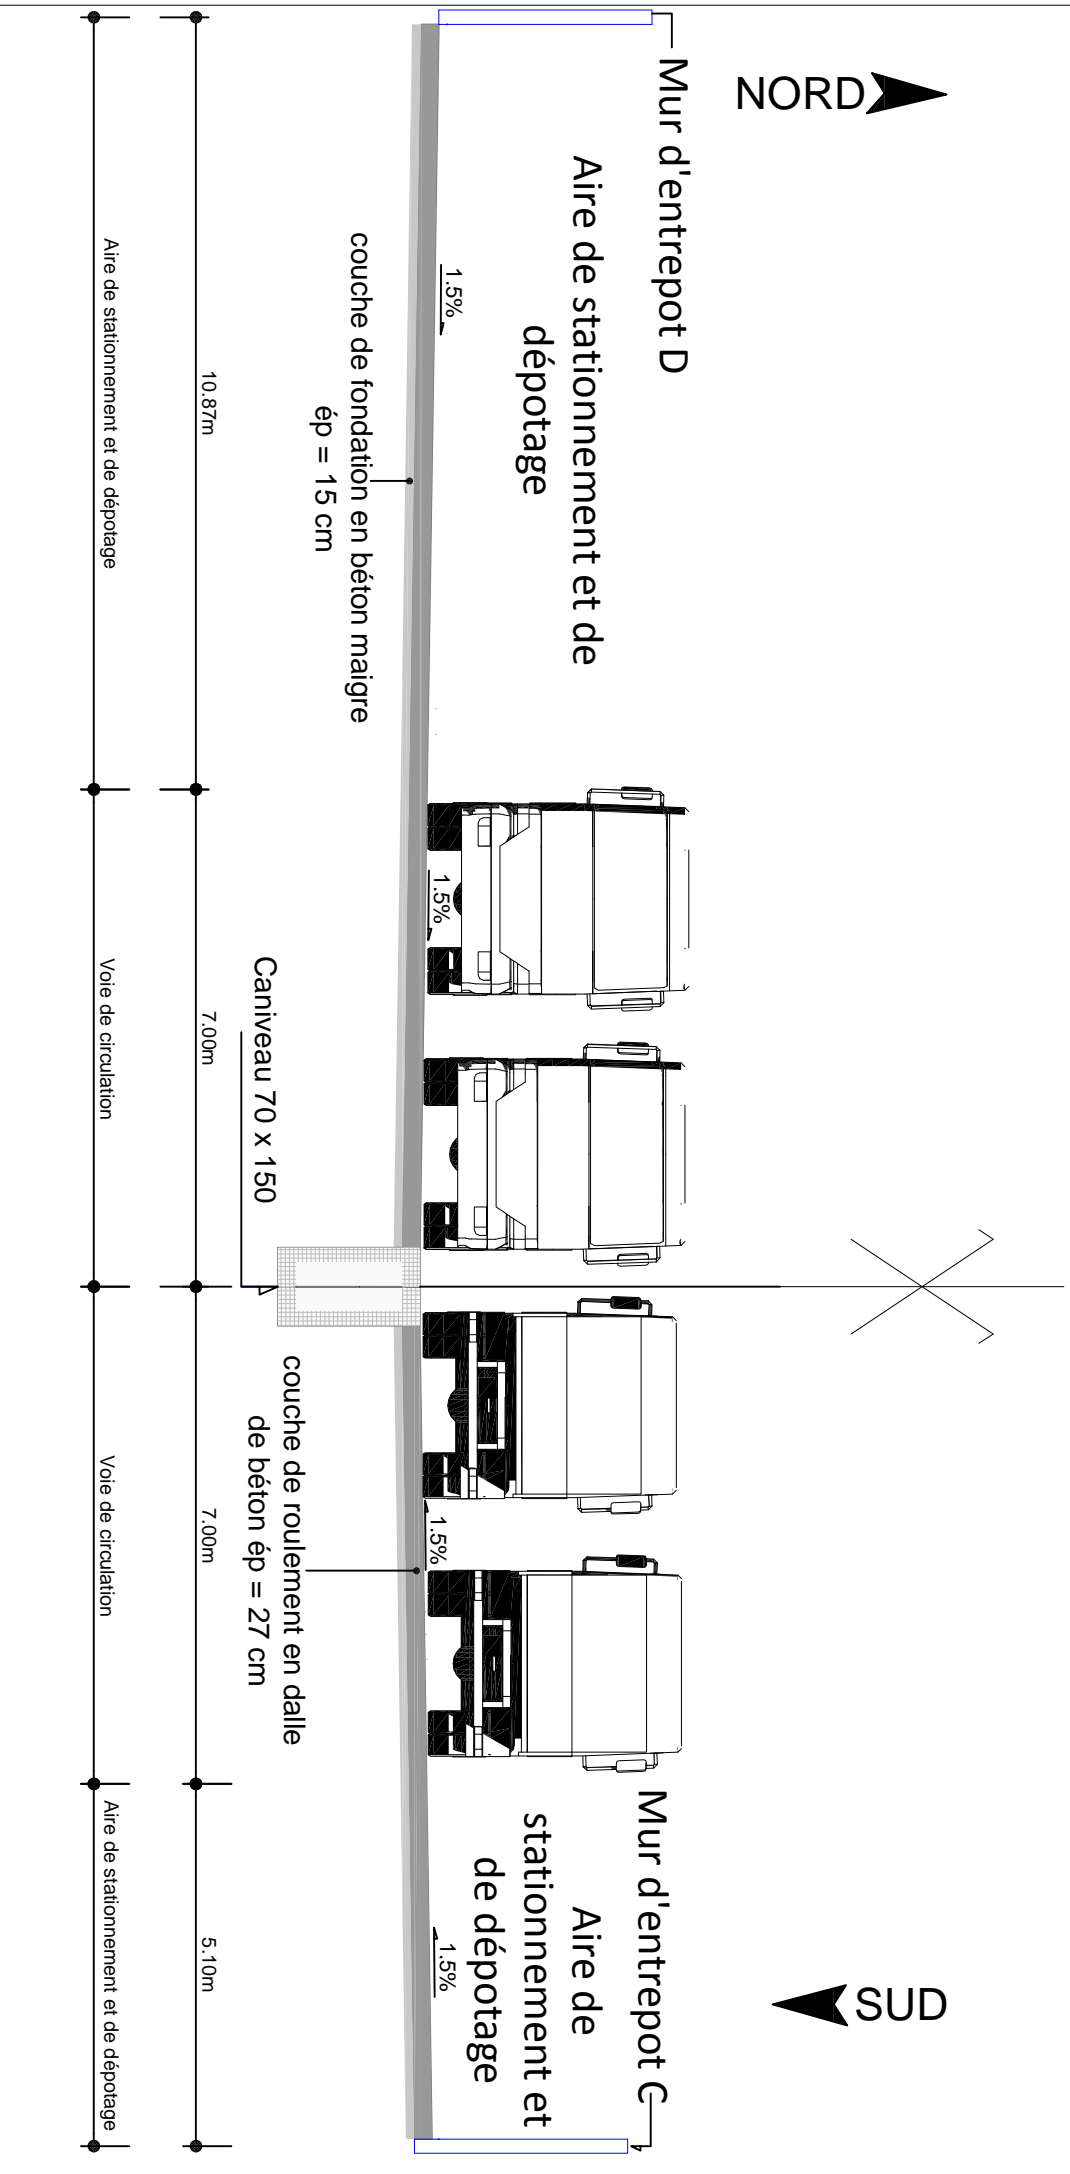 NORD
Mur d'entrepot D
Aire de stationnement et de
dépotage
1.5%
couche de fondation en béton maigre
ép = 15 cm
10.87m
Aire de stationnement et de dépotage
1.5%
Caniveau 70 x 150
7.00m
Voie de circulation
1.5%
couche de roulement en dalle
de béton ép = 27 cm
7.00m
Voie de circulation
SUD
Mur d'entrepot C
Aire de
stationnement et
de dépotage
1.5%
5.10m
Aire de stationnement et de dépotage